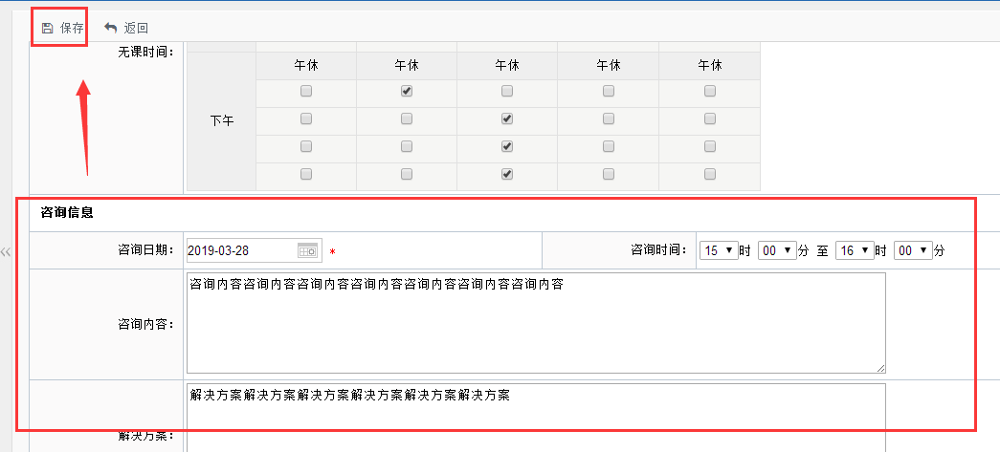 保存 返回
无课时间：
午休 午休 午休 午休 午休
下午
咨询信息
咨询日期： 2019-03-28 * 咨询时间： 15 时 00 分 至 16 时 00 分
咨询内容咨询内容咨询内容咨询内容咨询内容咨询内容咨询内容
咨询内容：
解决方案解决方案解决方案解决方案解决方案解决方案
解决方案：